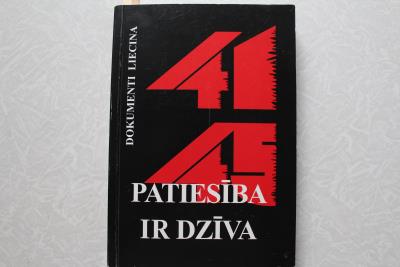 DOKUMENTI LIECINA
41
45
PATIESĪBA
IR DZĪVA